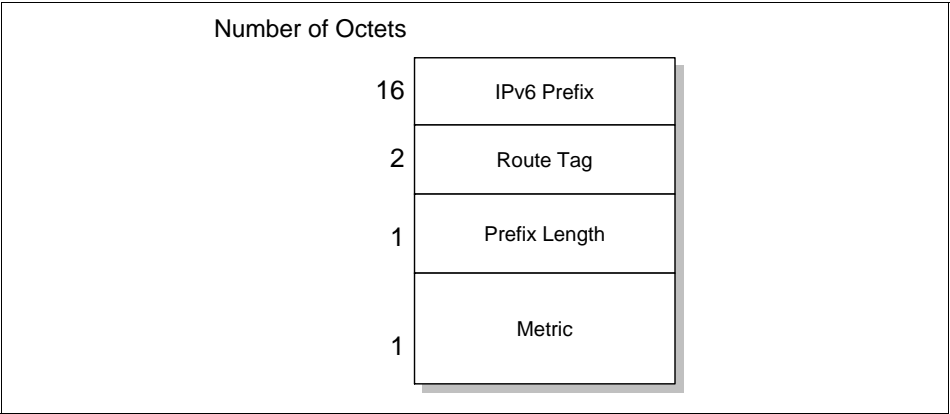 Number of Octets
16 IPv6 Prefix
2 Route Tag
1 Prefix Length
1 Metric